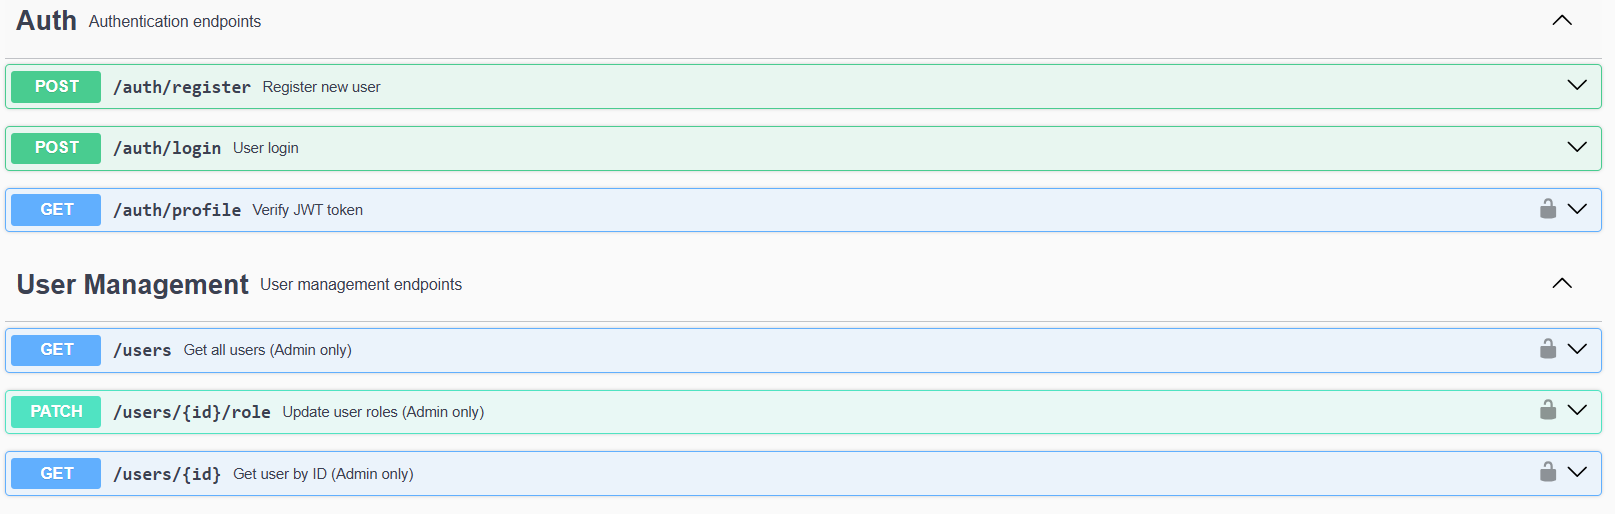 Auth Authentication endpoints
POST /auth/register Register new user
POST /auth/login User login
GET /auth/profile Verify JWT token
User Management User management endpoints
GET /users Get all users (Admin only)
PATCH /users/{id}/role Update user roles (Admin only)
GET /users/{id} Get user by ID (Admin only)